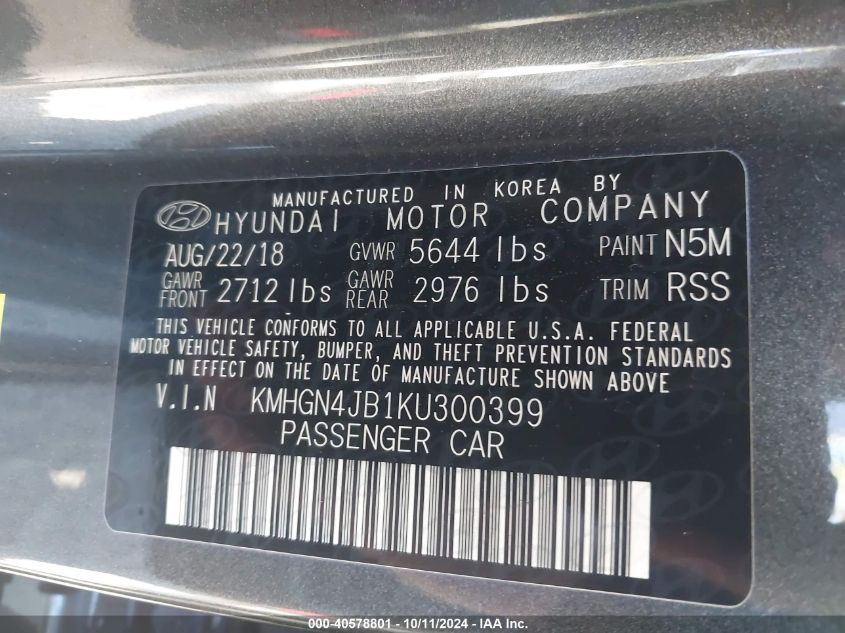 MANUFACTURED IN KOREA BY
HYUNDAI MOTOR COMPANY
AUG/22/18 GVWR 5644 lbs PAINT N5M
GAWR FRONT 2712 lbs GAWR REAR 2976 lbs TRIM RSS
THIS VEHICLE CONFORMS TO ALL APPLICABLE U.S.A. FEDERAL
MOTOR VEHICLE SAFETY, BUMPER, AND THEFT PREVENTION STANDARDS
IN EFFECT ON THE DATE OF MANUFACTURE SHOWN ABOVE
V.I.N KMHGN4JB1KU300399
PASSENGER CAR
000-40578801 - 10/11/2024 - IAA Inc.